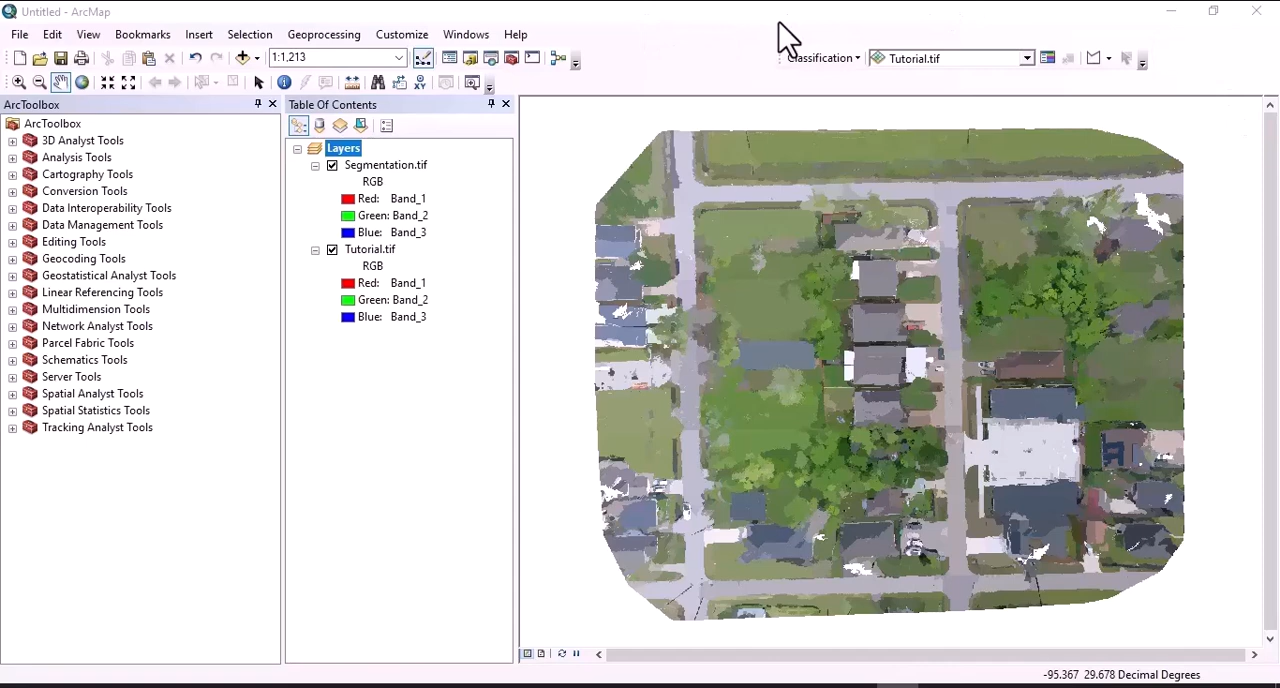 Untitled - ArcMap
File Edit View Bookmarks Insert Selection Geoprocessing Customize Windows Help
1:1,213
Classification
Tutorial.tif
ArcToolbox
ArcToolbox
3D Analyst Tools
Analysis Tools
Cartography Tools
Conversion Tools
Data Interoperability Tools
Data Management Tools
Editing Tools
Geocoding Tools
Geostatistical Analyst Tools
Linear Referencing Tools
Multidimension Tools
Network Analyst Tools
Parcel Fabric Tools
Schematics Tools
Server Tools
Spatial Analyst Tools
Spatial Statistics Tools
Tracking Analyst Tools
Table Of Contents
Layers
Segmentation.tif
RGB
Red: Band_1
Green: Band_2
Blue: Band_3
Tutorial.tif
RGB
Red: Band_1
Green: Band_2
Blue: Band_3
-95.367 29.678 Decimal Degrees